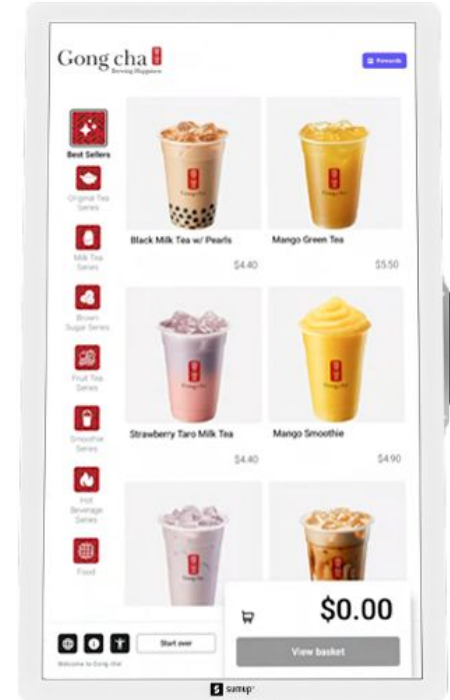 Gong cha
Brewing Happiness
Rewards
Best Sellers
Original Tea
Series
Milk Tea
Series
Brown
Sugar Series
Fruit Tea
Series
Smoothie
Series
Hot
Beverage
Series
Food
Black Milk Tea w/ Pearls
$4.40
Mango Green Tea
$5.50
Strawberry Taro Milk Tea
$4.40
Mango Smoothie
$4.90
$0.00
View basket
Start over
Welcome to Gong cha!
sumup